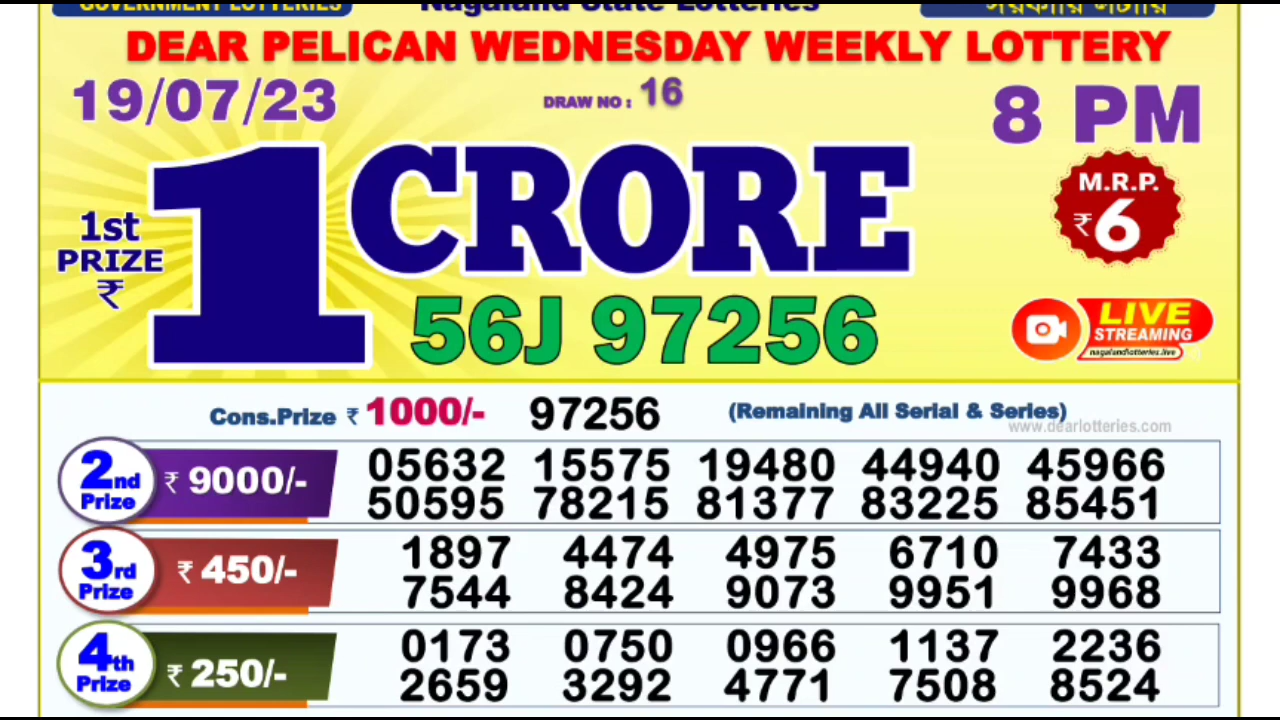 GOVERNMENT LOTTERIES
Nagaland State Lotteries
সরকারি লটারি
DEAR PELICAN WEDNESDAY WEEKLY LOTTERY
19/07/23
DRAW NO : 16
8 PM
M.R.P.
₹6
1st
PRIZE
₹
1 CRORE
56J 97256
LIVE
STREAMING
nagalandlotteries.live
Cons.Prize ₹ 1000/- 97256 (Remaining All Serial & Series)
www.dearlotteries.com
2nd Prize ₹ 9000/-
05632 15575 19480 44940 45966
50595 78215 81377 83225 85451
3rd Prize ₹ 450/-
1897 4474 4975 6710 7433
7544 8424 9073 9951 9968
4th Prize ₹ 250/-
0173 0750 0966 1137 2236
2659 3292 4771 7508 8524